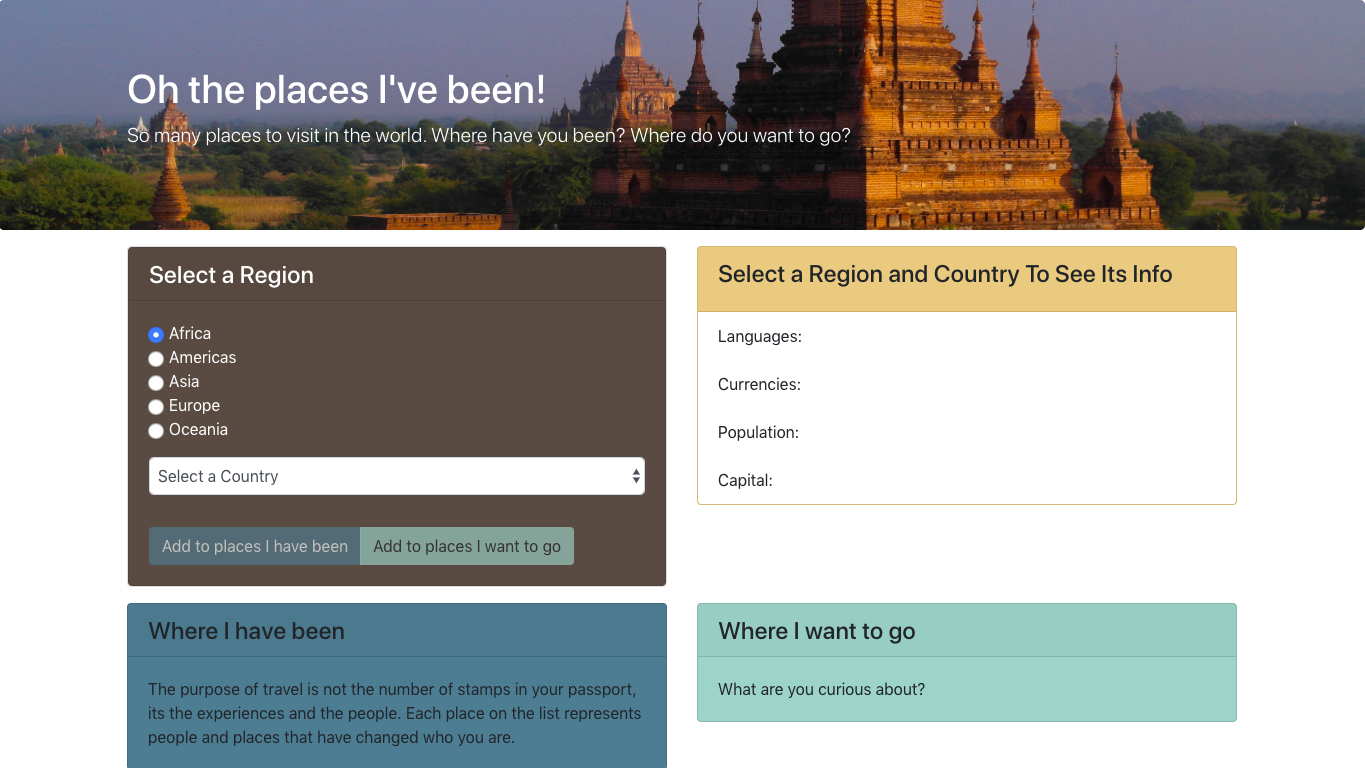 Oh the places I've been!
So many places to visit in the world. Where have you been? Where do you want to go?
Select a Region
Africa
Americas
Asia
Europe
Oceania
Select a Country
Add to places I have been
Add to places I want to go
Select a Region and Country To See Its Info
Languages:
Currencies:
Population:
Capital:
Where I have been
The purpose of travel is not the number of stamps in your passport,
its the experiences and the people. Each place on the list represents
people and places that have changed who you are.
Where I want to go
What are you curious about?